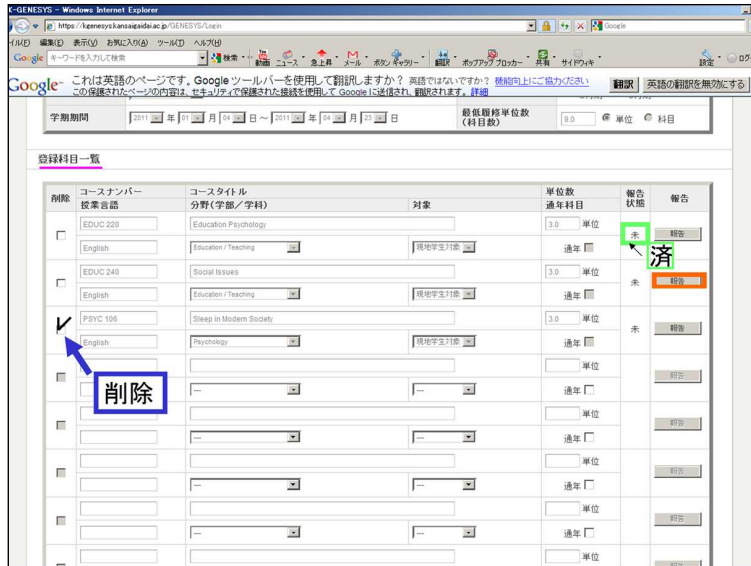 K-GENESYS - Windows Internet Explorer
https://kgenesys.kansaigaidai.ac.jp/GENESYS/Login
Google
編集(E) 表示(V) お気に入り(A) ツール(T) ヘルプ(H)
Google キーワードを入力して検索 検索 動画 ニュース 急上昇 メール ボタン ギャラリー 翻訳 ポップアップブロッカー 共有 サイドウィキ 設定
Google これは英語のページです。Google ツールバーを使用して翻訳しますか? 英語ではないですか? 機能向上にご協力ください 翻訳 英語の翻訳を無効にする
この保護されたページの内容は、セキュリティで保護された接続を使用して Google に送信され、翻訳されます。 詳細
学期期間 2011 年 01 月 04 日 ~ 2011 年 04 月 23 日 最低履修単位数 (科目数) 9.0 単位 科目
登録科目一覧
削除 コースナンバー コースタイトル 単位数 報告状態 報告
授業言語 分野(学部/学科) 対象 通年科目
EDUC 220 Education Psychology 3.0 単位 未 報告
English Education / Teaching 現地学生対象 通年
済
EDUC 240 Social Issues 3.0 単位 未 報告
English Education / Teaching 現地学生対象 通年
PSYC 106 Sleep in Modern Society 3.0 単位 未 報告
English Psychology 現地学生対象 通年
単位 報告
削除
--- --- 通年
単位 報告
--- --- 通年
単位 報告
--- --- 通年
単位 報告
--- --- 通年
単位 報告